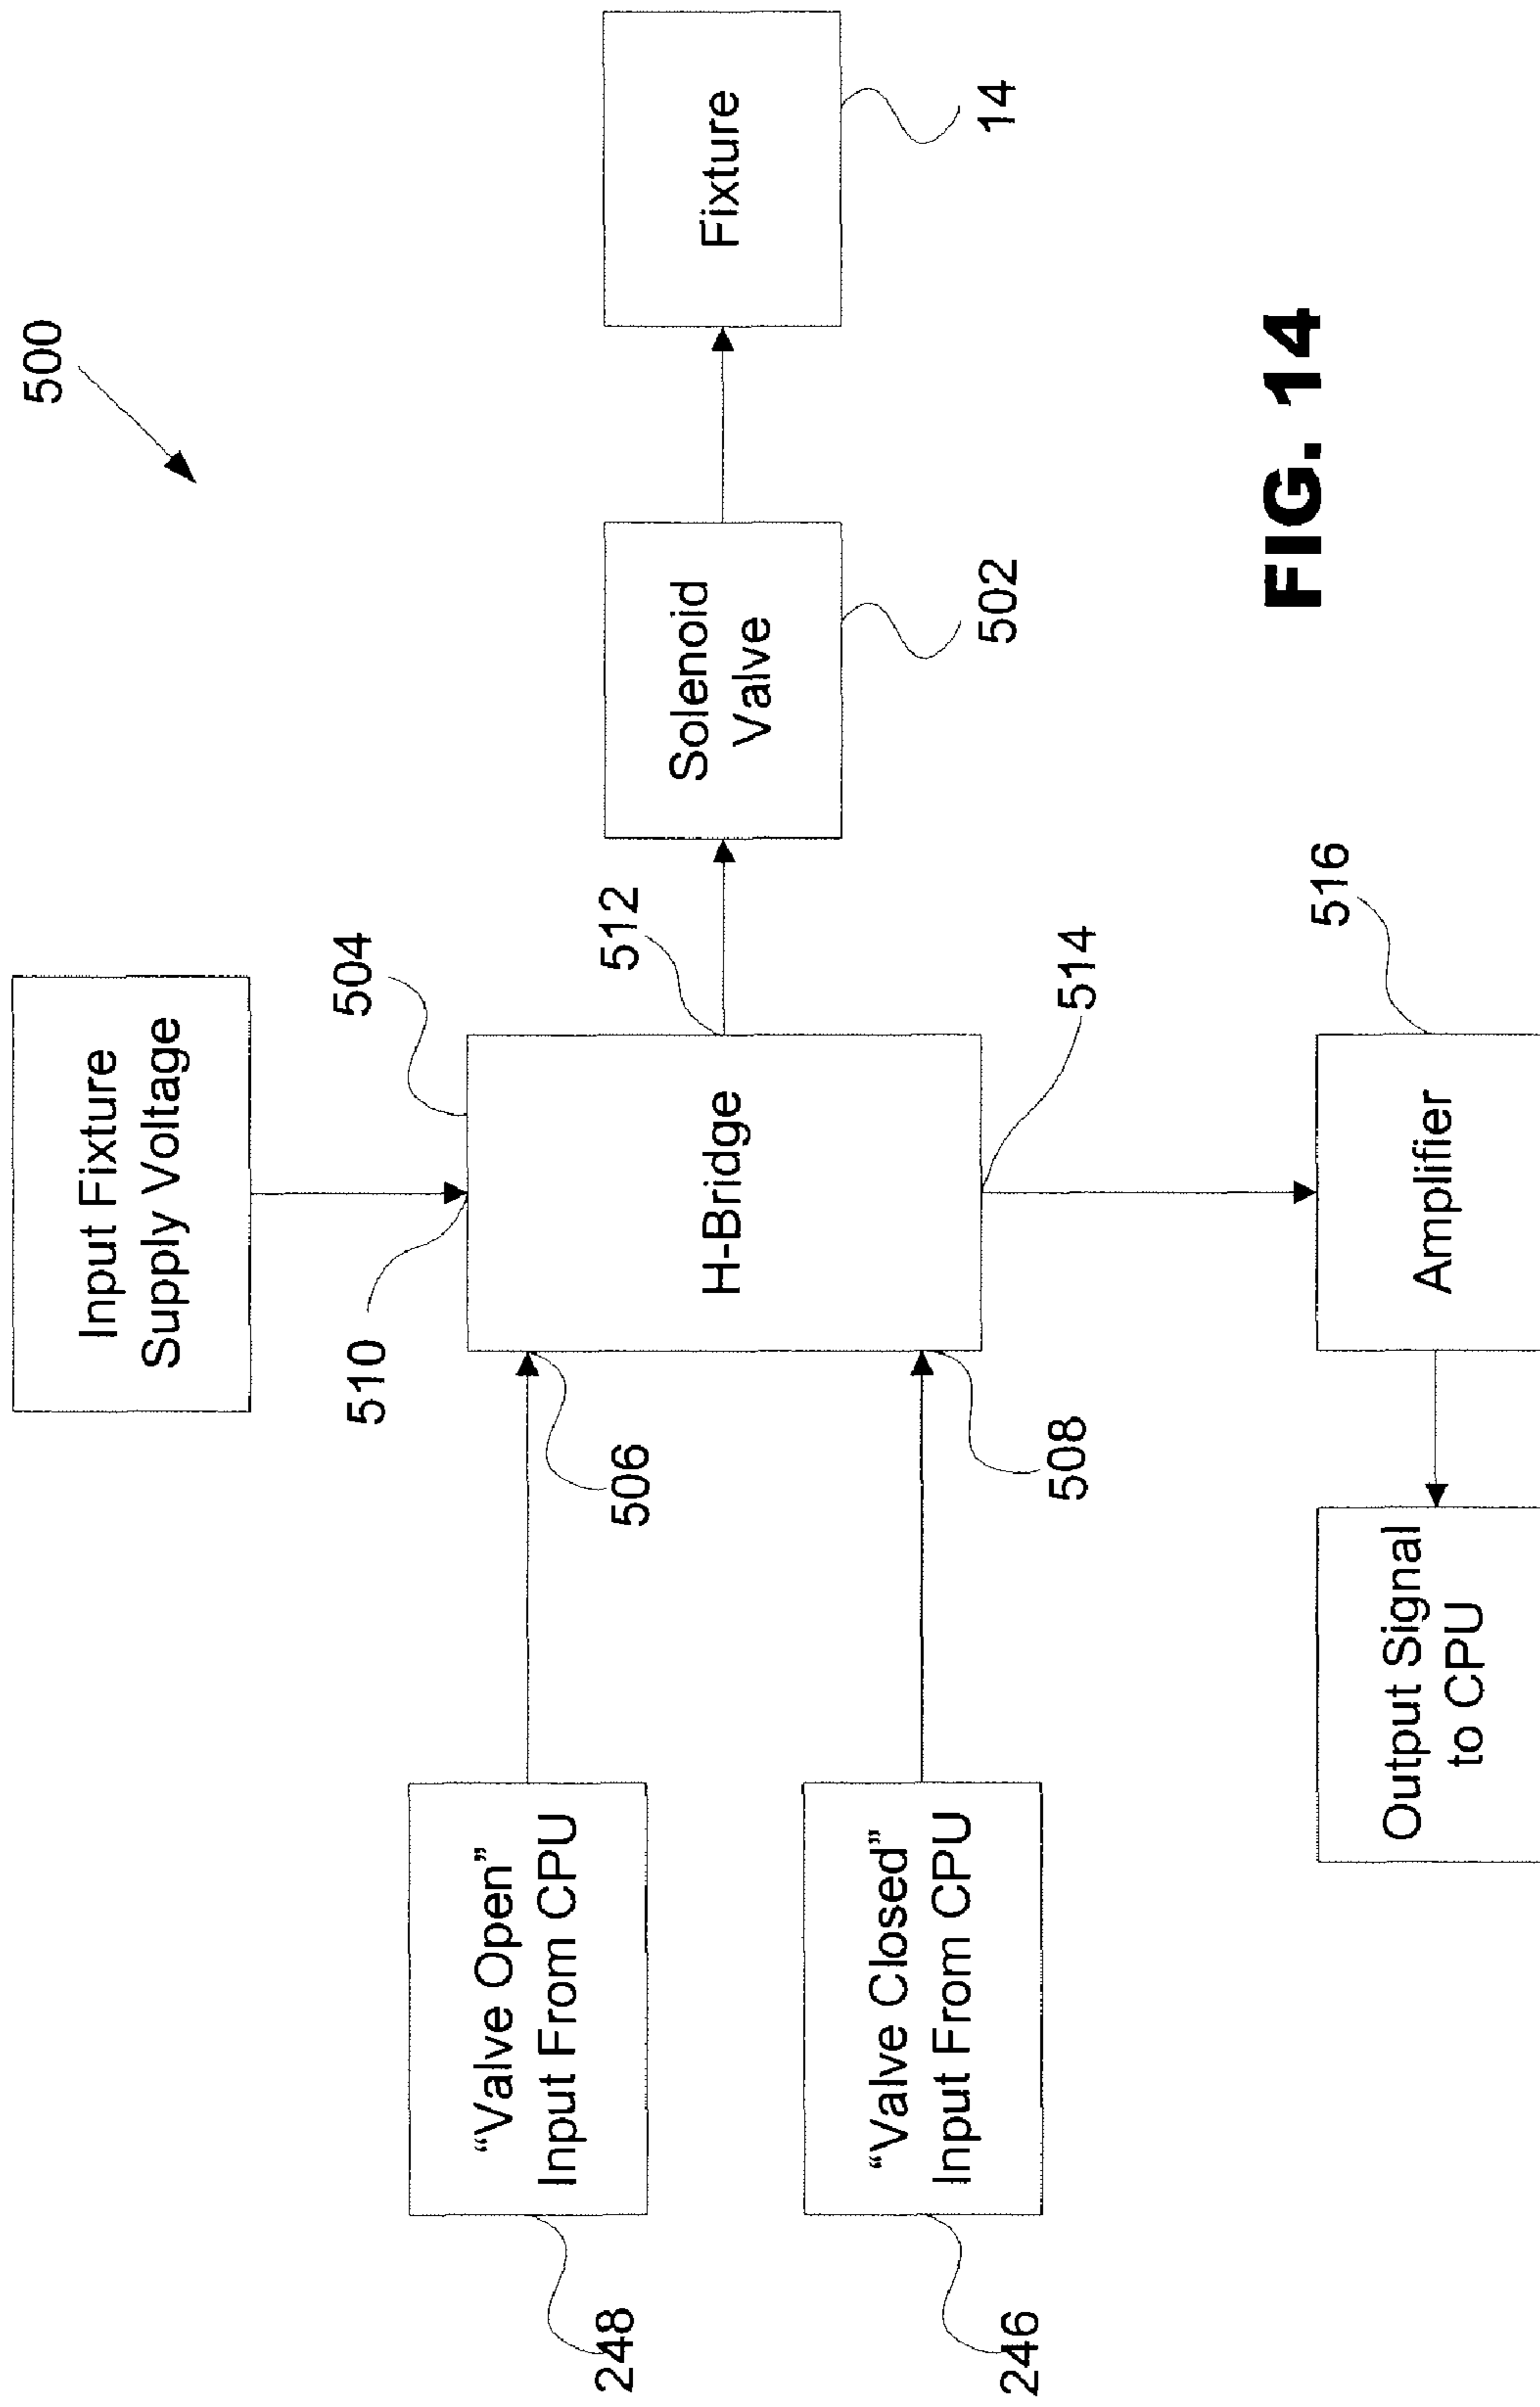 500
Input Fixture
Supply Voltage
504
510
512
506
"Valve Open"
Input From CPU
248
H-Bridge
Solenoid
Valve
502
Fixture
14
"Valve Closed"
Input From CPU
246
508
514
516
Amplifier
Output Signal
to CPU
FIG. 14